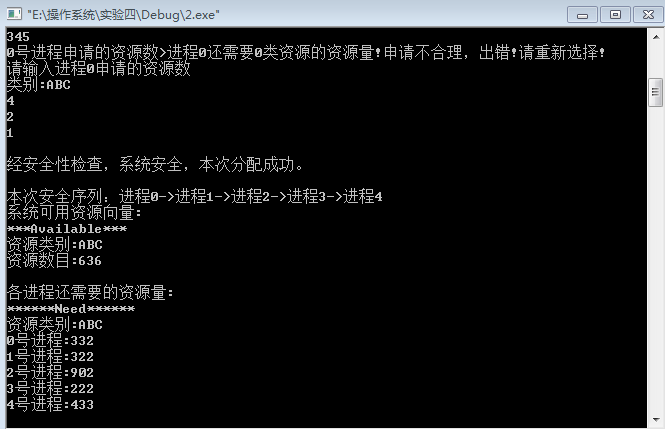 "E:\操作系统\实验四\Debug\2.exe"
345
0号进程申请的资源数>进程0还需要0类资源的资源量!申请不合理，出错!请重新选择!
请输入进程0申请的资源数
类别:ABC
4
2
1
经安全性检查，系统安全，本次分配成功。
本次安全序列：进程0->进程1->进程2->进程3->进程4
系统可用资源向量:
***Available***
资源类别:ABC
资源数目:636
各进程还需要的资源量:
******Need******
资源类别:ABC
0号进程:332
1号进程:322
2号进程:902
3号进程:222
4号进程:433